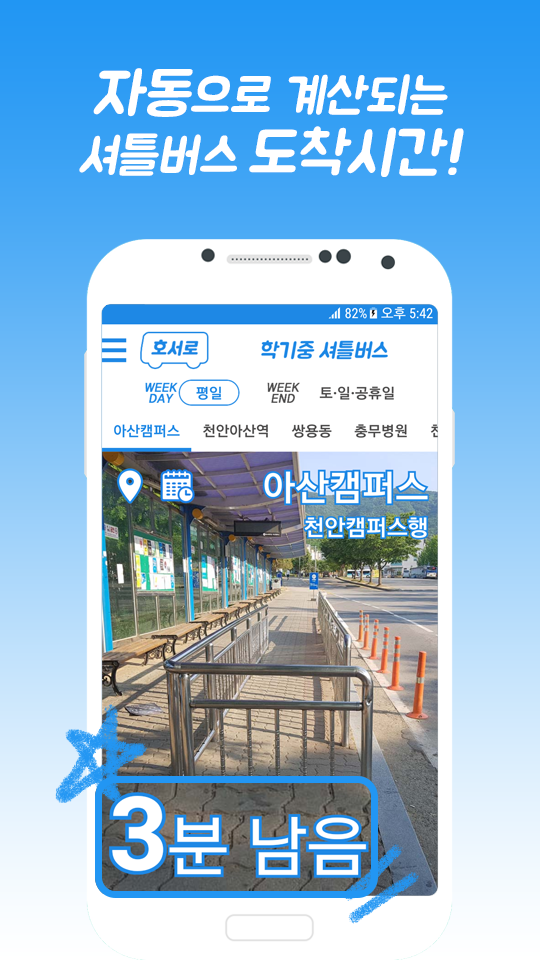 자동으로 계산되는
셔틀버스 도착시간!
82% 오후 5:42
호서로 학기중 셔틀버스
WEEK DAY 평일 WEEK END 토·일·공휴일
아산캠퍼스 천안아산역 쌍용동 충무병원
아산캠퍼스
천안캠퍼스행
3분 남음